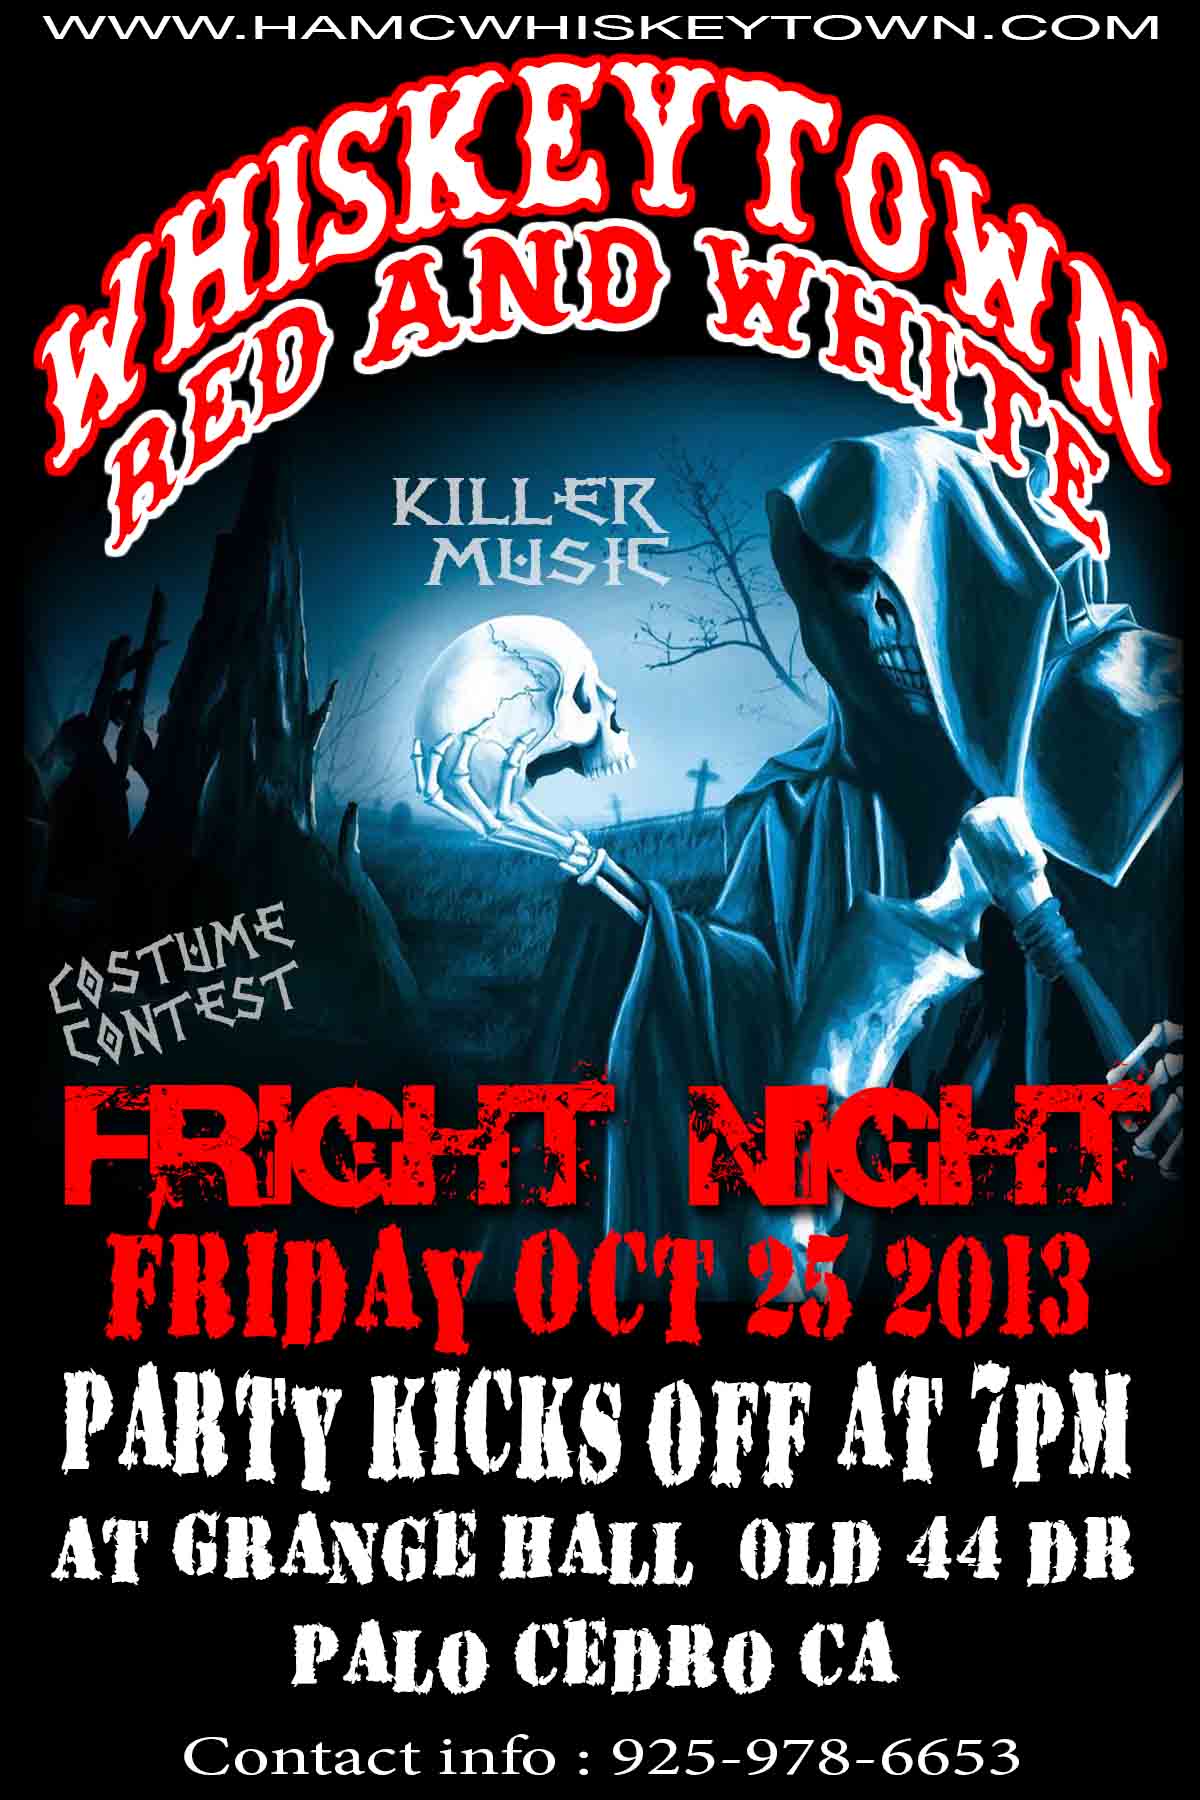 WWW.HAMCWHISKEYTOWN.COM
WHISKEYTOWN
RED AND WHITE
KILLER
MUSIC
COSTUME
CONTEST
FRIGHT NIGHT
FRIDAY OCT 25 2013
PARTY KICKS OFF AT 7PM
AT GRANGE HALL OLD 44 DR
PALO CEDRO CA
Contact info : 925-978-6653